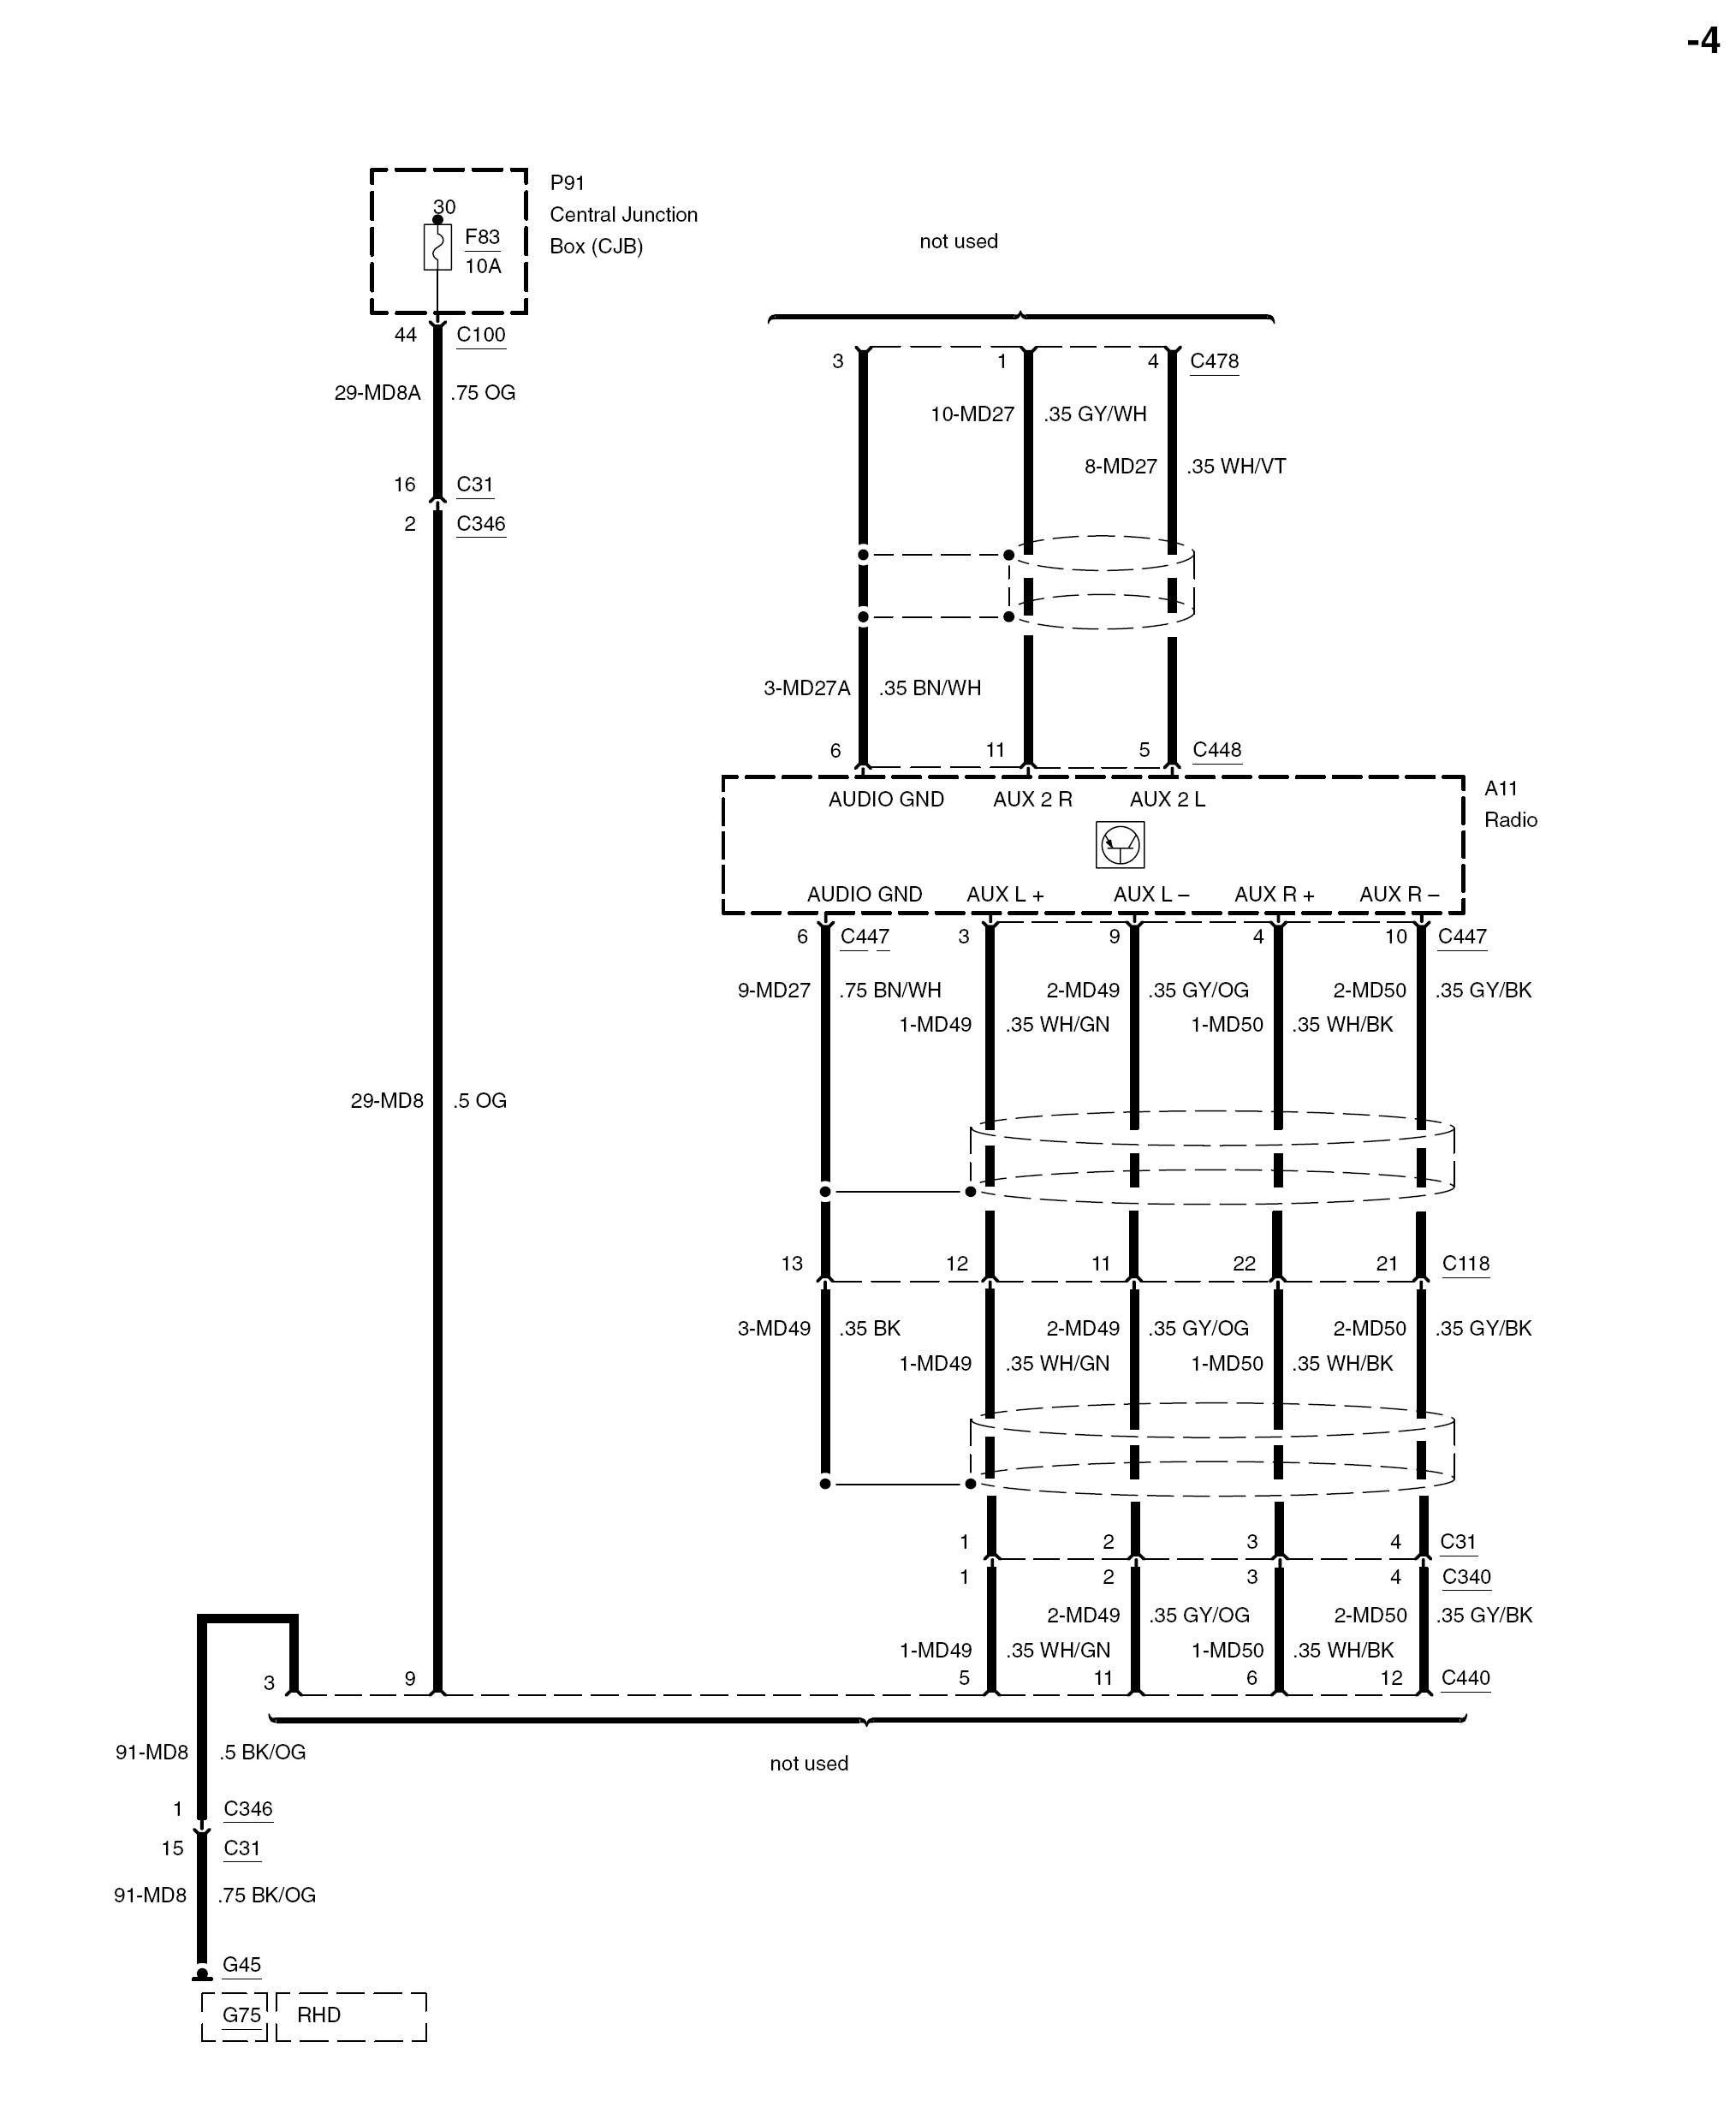 -4
P91
30
Central Junction
F83
Box (CJB)
10A
not used
44 C100
3 1 4 C478
29-MD8A .75 OG
10-MD27 .35 GY/WH
8-MD27 .35 WH/VT
16 C31
2 C346
3-MD27A .35 BN/WH
6 11 5 C448
A11
AUDIO GND AUX 2 R AUX 2 L
Radio
AUDIO GND AUX L + AUX L – AUX R + AUX R –
6 C447 3 9 4 10 C447
9-MD27 .75 BN/WH 2-MD49 .35 GY/OG 2-MD50 .35 GY/BK
1-MD49 .35 WH/GN 1-MD50 .35 WH/BK
29-MD8 .5 OG
13 12 11 22 21 C118
3-MD49 .35 BK 2-MD49 .35 GY/OG 2-MD50 .35 GY/BK
1-MD49 .35 WH/GN 1-MD50 .35 WH/BK
1 2 3 4 C31
1 2 3 4 C340
2-MD49 .35 GY/OG 2-MD50 .35 GY/BK
1-MD49 .35 WH/GN 1-MD50 .35 WH/BK
3 9 5 11 6 12 C440
91-MD8 .5 BK/OG
not used
1 C346
15 C31
91-MD8 .75 BK/OG
G45
G75 RHD